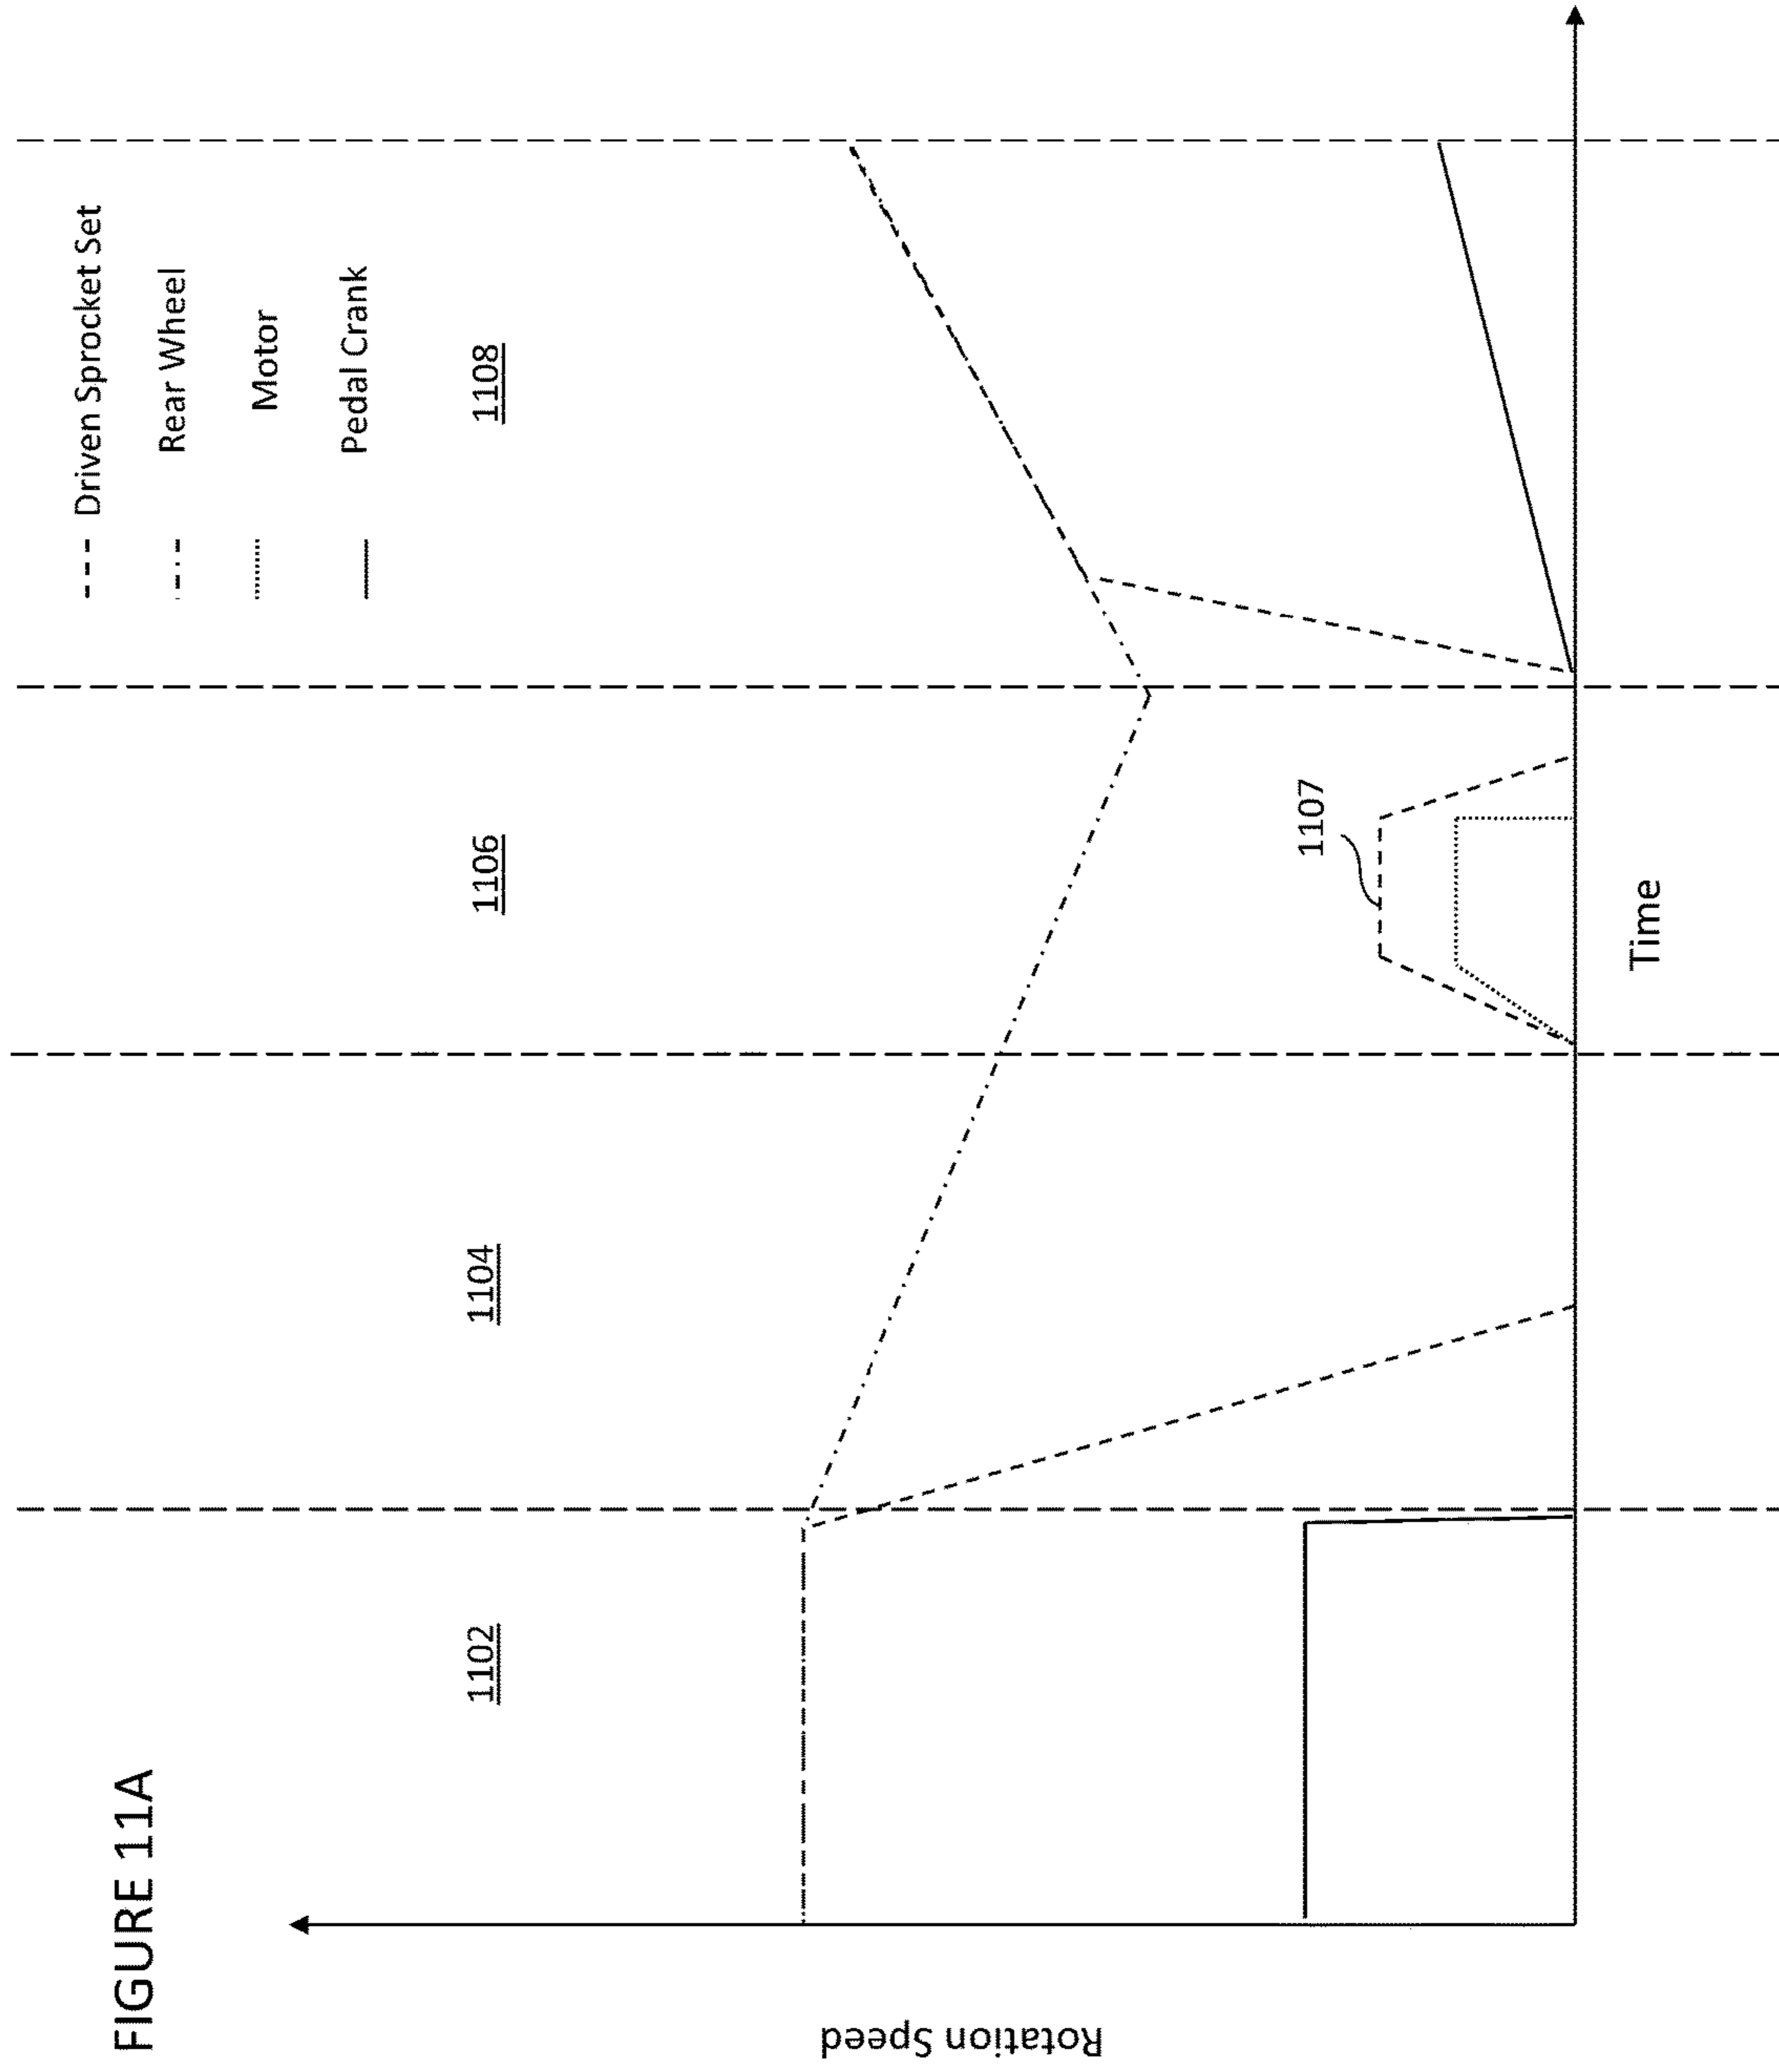 FIGURE 11A
Driven Sprocket Set
Rear Wheel
Motor
Pedal Crank
1102
1104
1106
1108
1107
Rotation Speed
Time